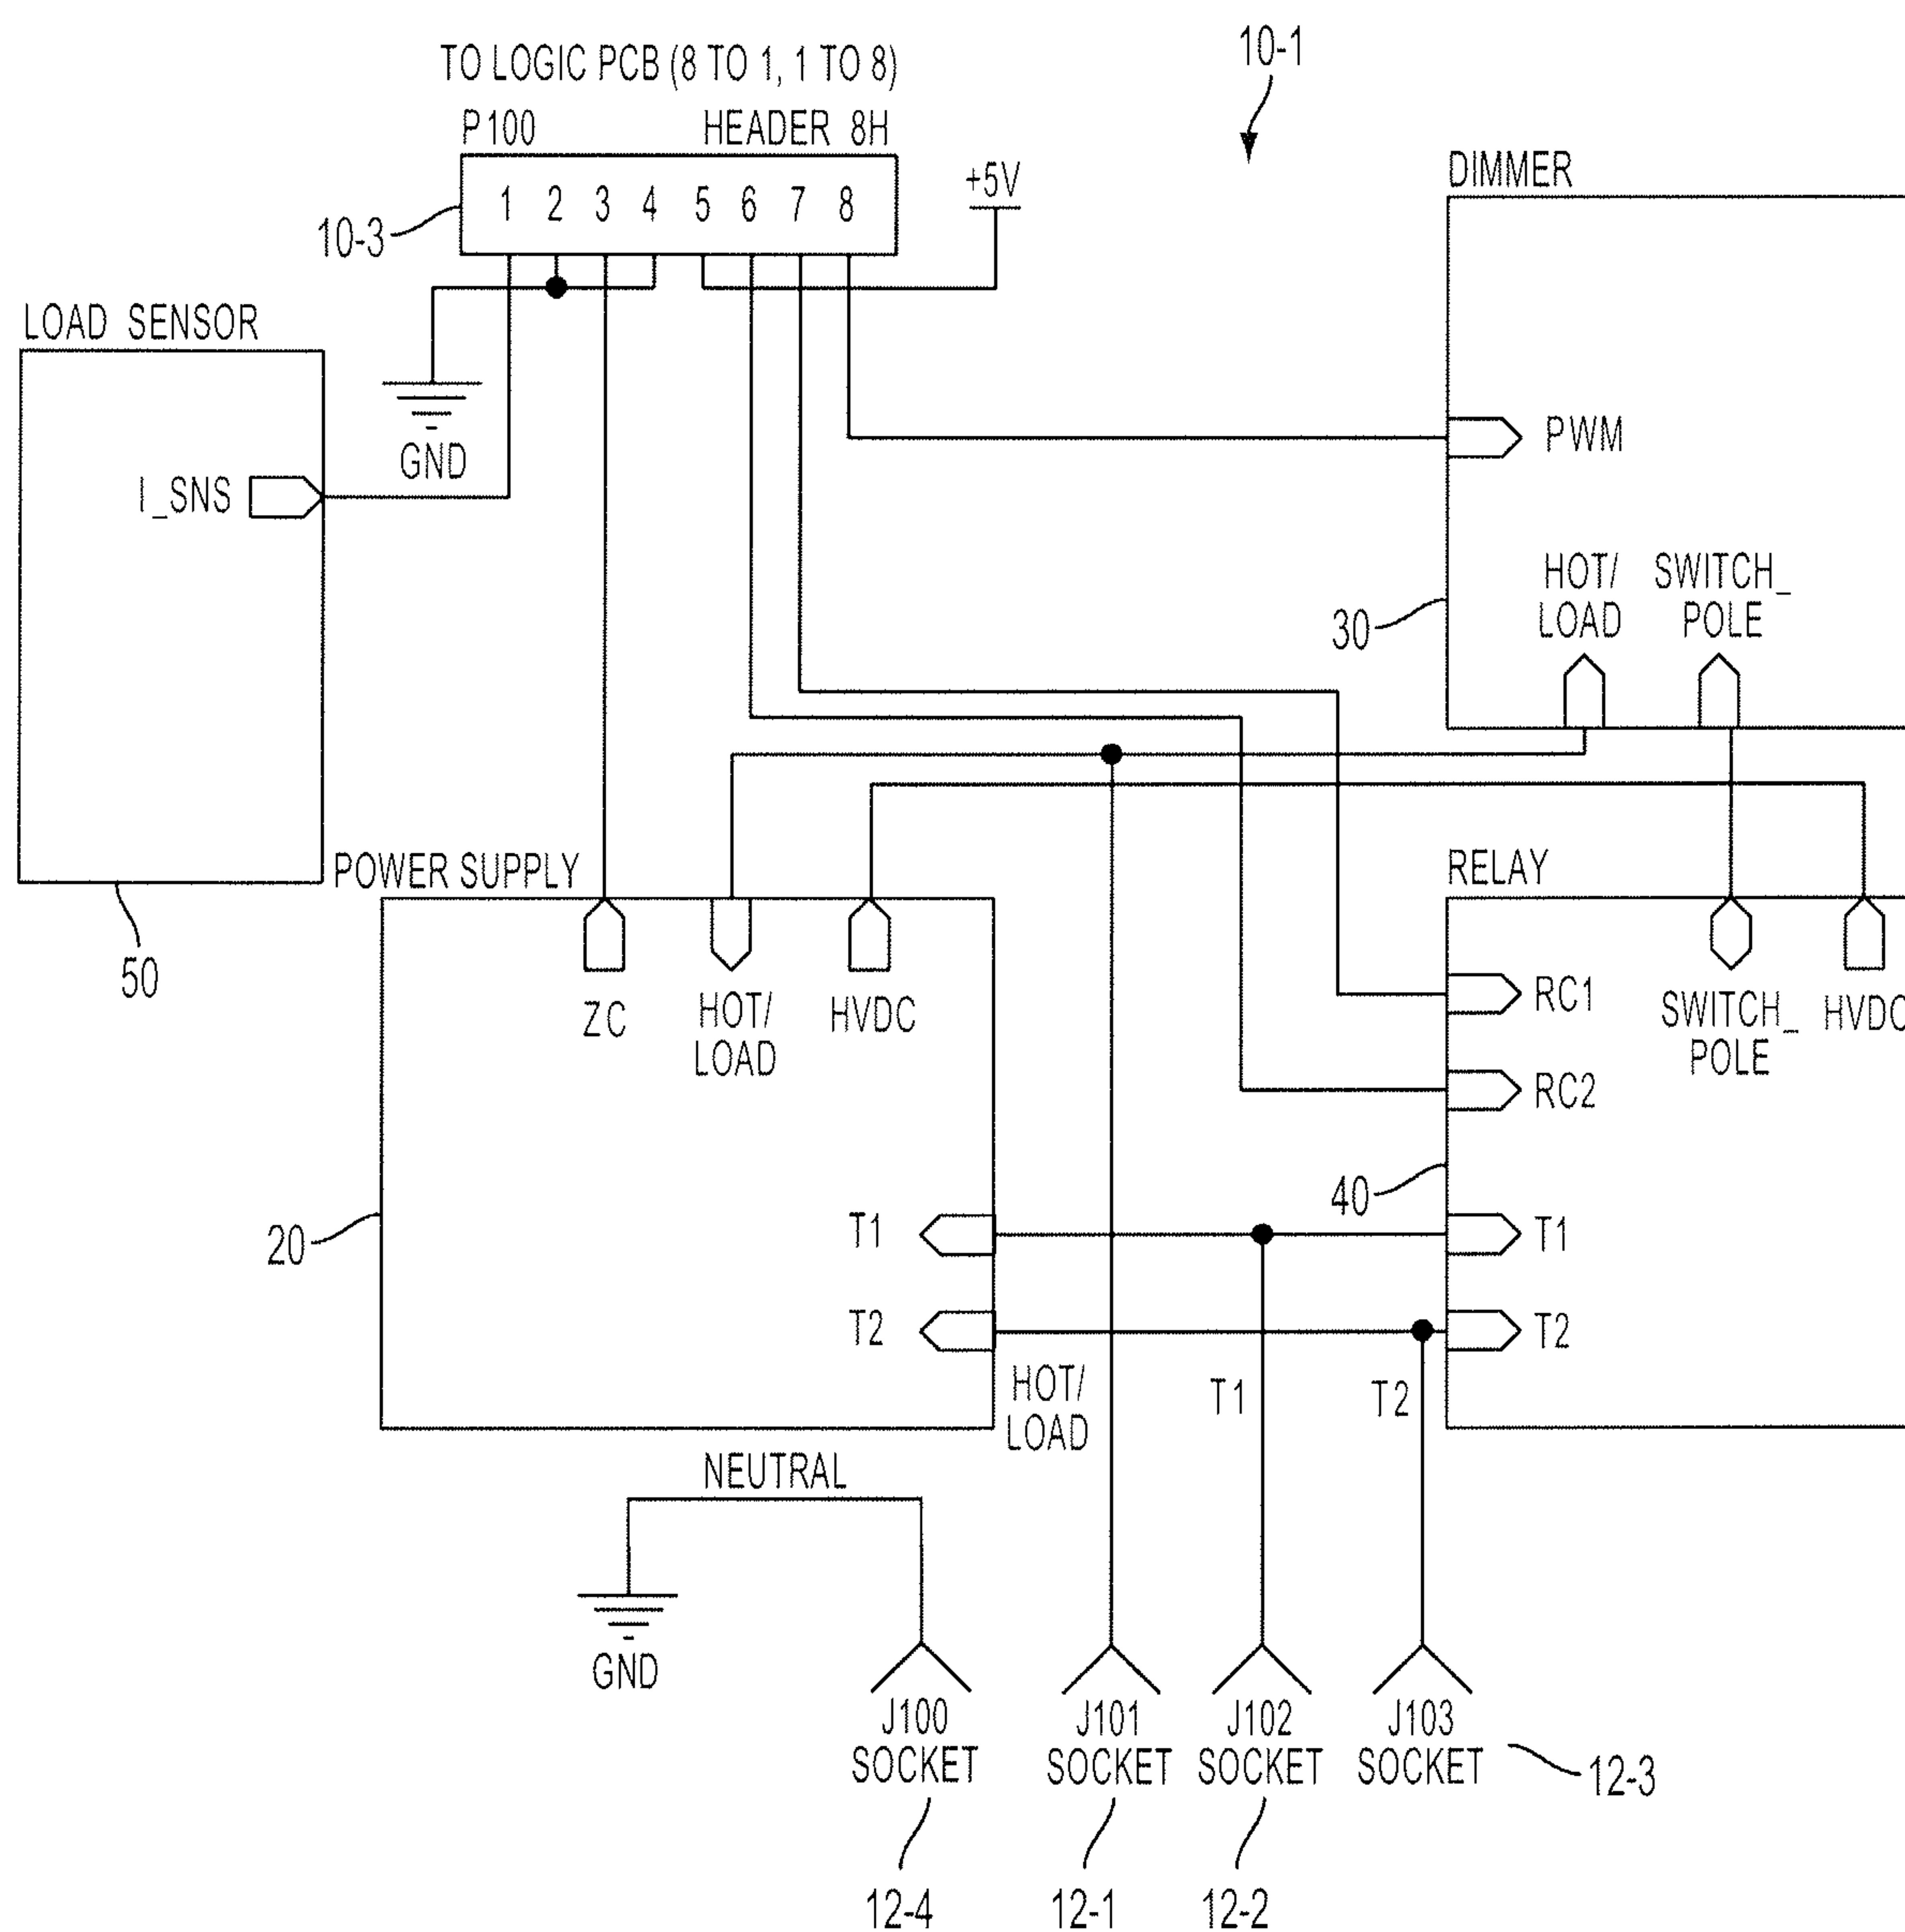 10-1
TO LOGIC PCB (8 TO 1, 1 TO 8)
P100 HEADER 8H
1 2 3 4 5 6 7 8
+5V
10-3
DIMMER
LOAD SENSOR
GND
I_SNS
PWM
HOT/
LOAD
SWITCH_
POLE
30
POWER SUPPLY
RELAY
50
ZC
HOT/
LOAD
HVDC
RC1
SWITCH_
POLE
HVDC
RC2
40
20
T1
T1
T2
T2
HOT/
LOAD
T1
T2
NEUTRAL
GND
J100
SOCKET
J101
SOCKET
J102
SOCKET
J103
SOCKET
12-3
12-4
12-1
12-2